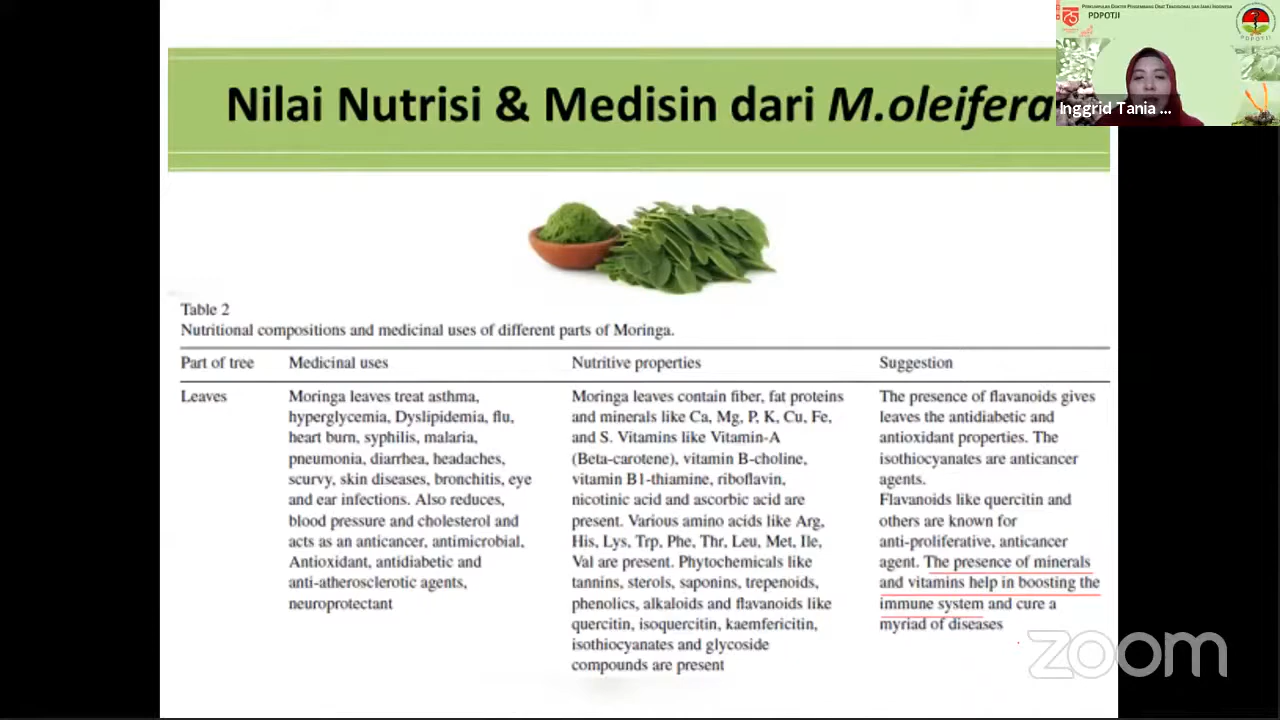 PERKUMPULAN DOKTER PENGEMBANG OBAT TRADISIONAL DAN JAMU INDONESIA
PDPOTJI
PDPOTJI
Inggrid Tania ...
Nilai Nutrisi & Medisin dari M.oleifera
Table 2
Nutritional compositions and medicinal uses of different parts of Moringa.
Part of tree Medicinal uses Nutritive properties Suggestion
Leaves
Moringa leaves treat asthma,
hyperglycemia, Dyslipidemia, flu,
heart burn, syphilis, malaria,
pneumonia, diarrhea, headaches,
scurvy, skin diseases, bronchitis, eye
and ear infections. Also reduces,
blood pressure and cholesterol and
acts as an anticancer, antimicrobial,
Antioxidant, antidiabetic and
anti-atherosclerotic agents,
neuroprotectant
Moringa leaves contain fiber, fat proteins
and minerals like Ca, Mg, P, K, Cu, Fe,
and S. Vitamins like Vitamin-A
(Beta-carotene), vitamin B-choline,
vitamin B1-thiamine, riboflavin,
nicotinic acid and ascorbic acid are
present. Various amino acids like Arg,
His, Lys, Trp, Phe, Thr, Leu, Met, Ile,
Val are present. Phytochemicals like
tannins, sterols, saponins, trepenoids,
phenolics, alkaloids and flavanoids like
quercitin, isoquercitin, kaemfericitin,
isothiocyanates and glycoside
compounds are present
The presence of flavanoids gives
leaves the antidiabetic and
antioxidant properties. The
isothiocyanates are anticancer
agents.
Flavanoids like quercitin and
others are known for
anti-proliferative, anticancer
agent. The presence of minerals
and vitamins help in boosting the
immune system and cure a
myriad of diseases
zoom